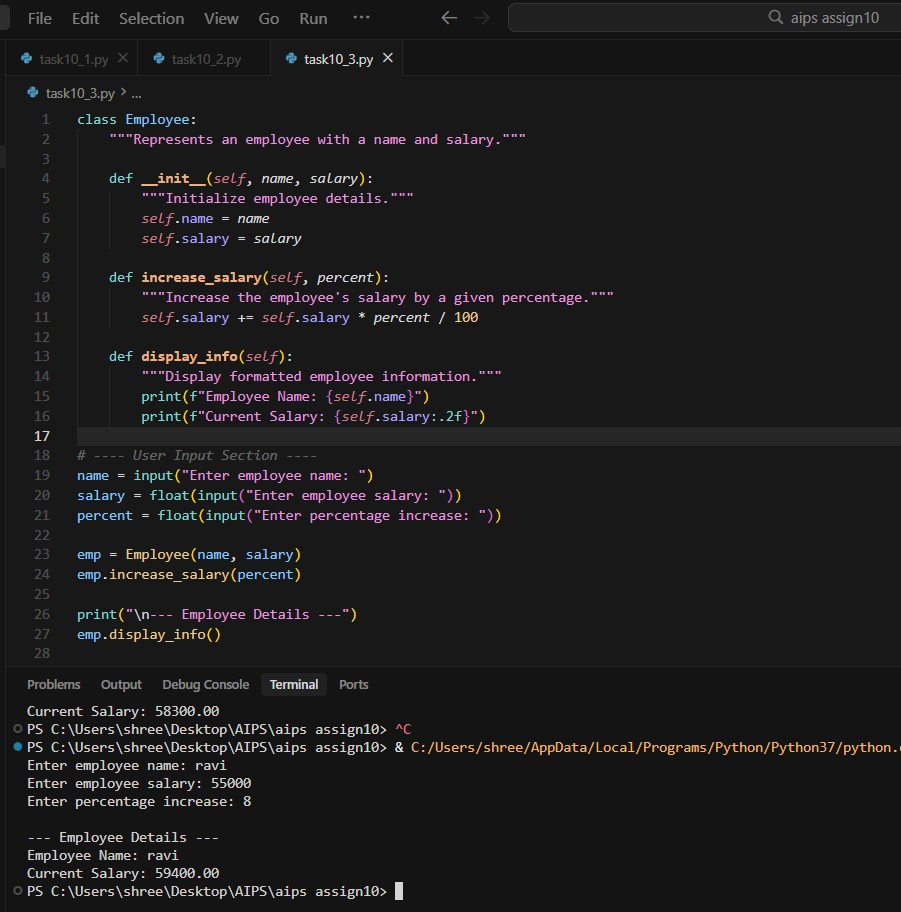 File Edit Selection View Go Run ··· ← → aips assign10
task10_1.py × task10_2.py task10_3.py ×
task10_3.py > ...
1 class Employee:
2     """Represents an employee with a name and salary."""
3
4     def __init__(self, name, salary):
5         """Initialize employee details."""
6         self.name = name
7         self.salary = salary
8
9     def increase_salary(self, percent):
10         """Increase the employee's salary by a given percentage."""
11         self.salary += self.salary * percent / 100
12
13     def display_info(self):
14         """Display formatted employee information."""
15         print(f"Employee Name: {self.name}")
16         print(f"Current Salary: {self.salary:.2f}")
17
18 # ---- User Input Section ----
19 name = input("Enter employee name: ")
20 salary = float(input("Enter employee salary: "))
21 percent = float(input("Enter percentage increase: "))
22
23 emp = Employee(name, salary)
24 emp.increase_salary(percent)
25
26 print("\n--- Employee Details ---")
27 emp.display_info()
28
Problems Output Debug Console Terminal Ports
Current Salary: 58300.00
PS C:\Users\shree\Desktop\AIPS\aips assign10> ^C
PS C:\Users\shree\Desktop\AIPS\aips assign10> & C:/Users/shree/AppData/Local/Programs/Python/Python37/python.
Enter employee name: ravi
Enter employee salary: 55000
Enter percentage increase: 8

--- Employee Details ---
Employee Name: ravi
Current Salary: 59400.00
PS C:\Users\shree\Desktop\AIPS\aips assign10>